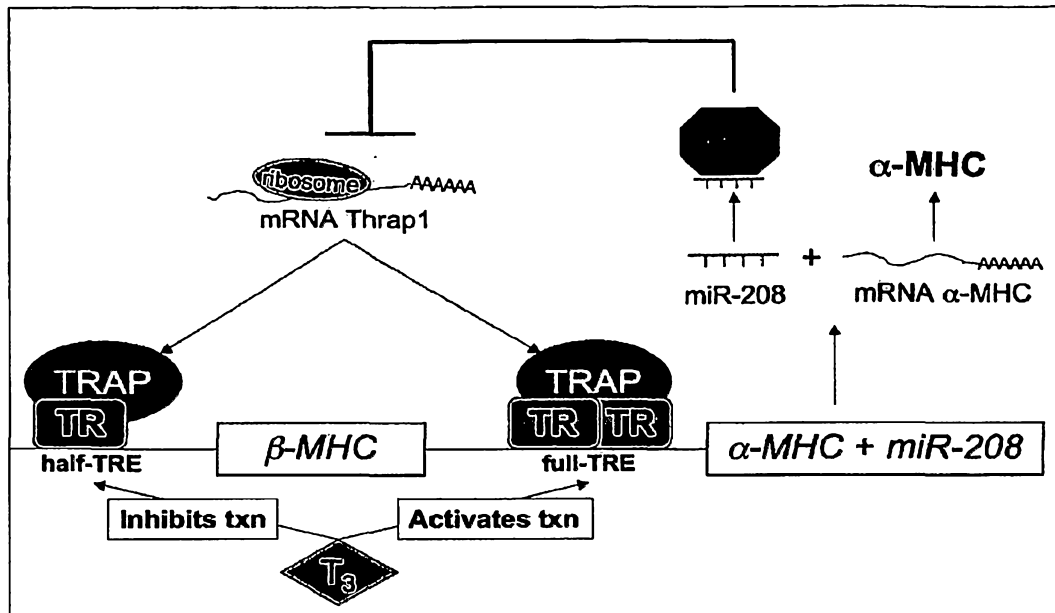 ribosome
AAAAAA
mRNA Thrap1
α-MHC
miR-208
+
AAAAAA
mRNA α-MHC
TRAP
TR
TRAP
TR TR
half-TRE
β-MHC
full-TRE
α-MHC + miR-208
Inhibits txn
Activates txn
T₃